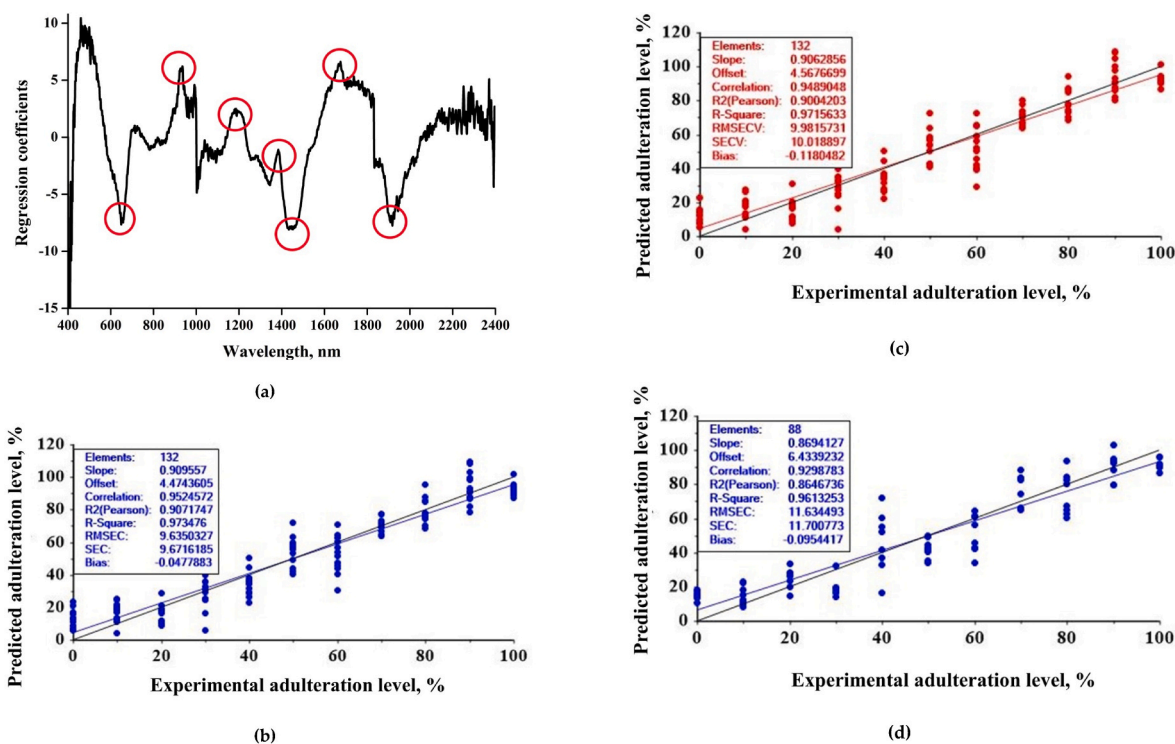 10
5
0
-5
-10
-15
Regression coefficients
400 600 800 1000 1200 1400 1600 1800 2000 2200 2400
Wavelength, nm
(a)
120
100
80
60
40
20
0
Predicted adulteration level, %
Elements: 132
Slope: 0.909557
Offset: 4.4743605
Correlation: 0.9524572
R2(Pearson): 0.9071747
R-Square: 0.973476
RMSEC: 9.6350327
SEC: 9.6716185
Bias: -0.0477883
0 20 40 60 80 100
Experimental adulteration level, %
(b)
120
100
80
60
40
20
0
Predicted adulteration level, %
Elements: 132
Slope: 0.9062856
Offset: 4.5676699
Correlation: 0.9489048
R2(Pearson): 0.9004203
R-Square: 0.9715633
RMSECV: 9.9815731
SECV: 10.018897
Bias: -0.1180482
0 20 40 60 80 100
Experimental adulteration level, %
(c)
120
100
80
60
40
20
0
Predicted adulteration level, %
Elements: 88
Slope: 0.8694127
Offset: 6.4339232
Correlation: 0.9298783
R2(Pearson): 0.8646736
R-Square: 0.9613253
RMSEC: 11.634493
SEC: 11.700773
Bias: -0.0954417
0 20 40 60 80 100
Experimental adulteration level, %
(d)